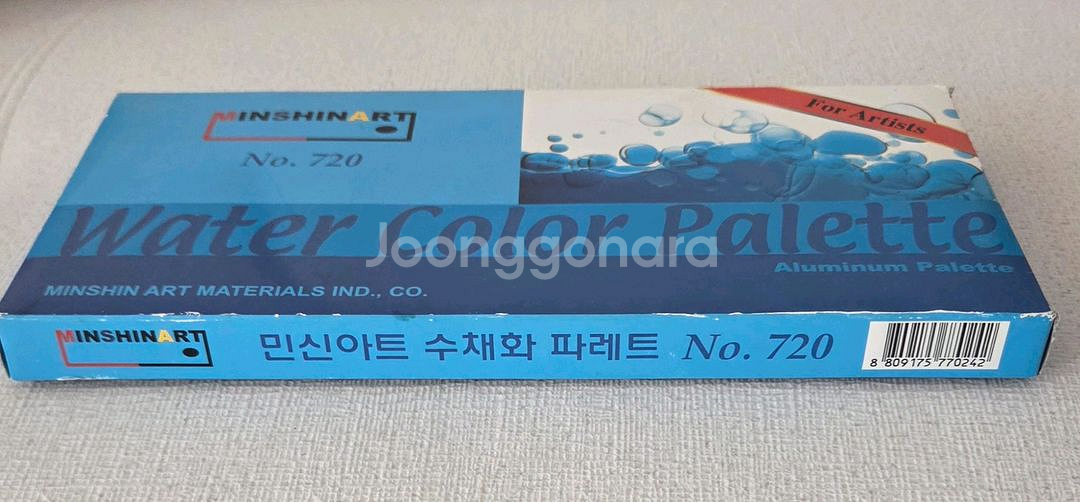 MINSHINART
No. 720
For Artists
Water Color Palette
Joonggonara
Aluminum Palette
MINSHIN ART MATERIALS IND., CO.
MINSHINART
민신아트 수채화 파레트 No. 720
8 809175 770242